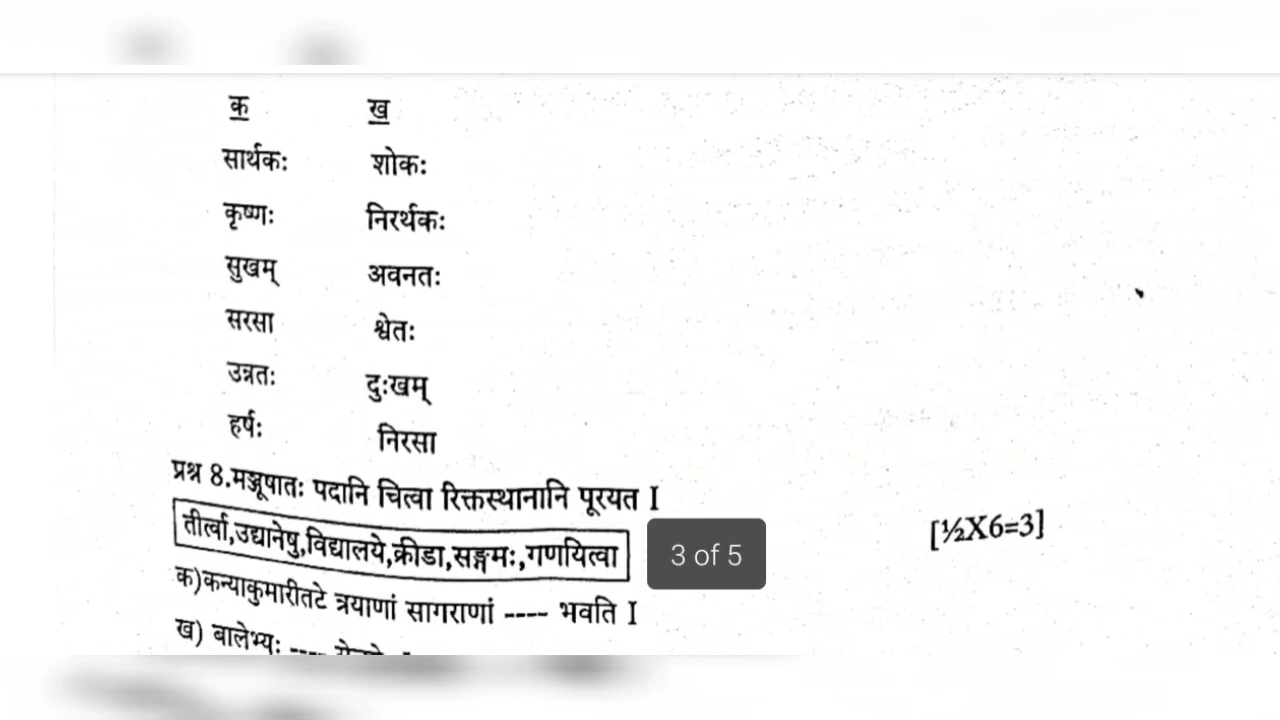 क ख
सार्थकः शोकः
कृष्णः निरर्थकः
सुखम् अवनतः
सरसा श्वेतः
उन्नतः दुःखम्
हर्षः निरसा
प्रश्न 8.मञ्जूषातः पदानि चित्वा रिक्तस्थानानि पूरयत I
[½X6=3]
तीर्त्वा,उद्यानेषु,विद्यालये,क्रीडा,सङ्गमः,गणयित्वा
3 of 5
क)कन्याकुमारीतटे त्रयाणां सागराणां ---- भवति I
ख) बालेभ्यः ----